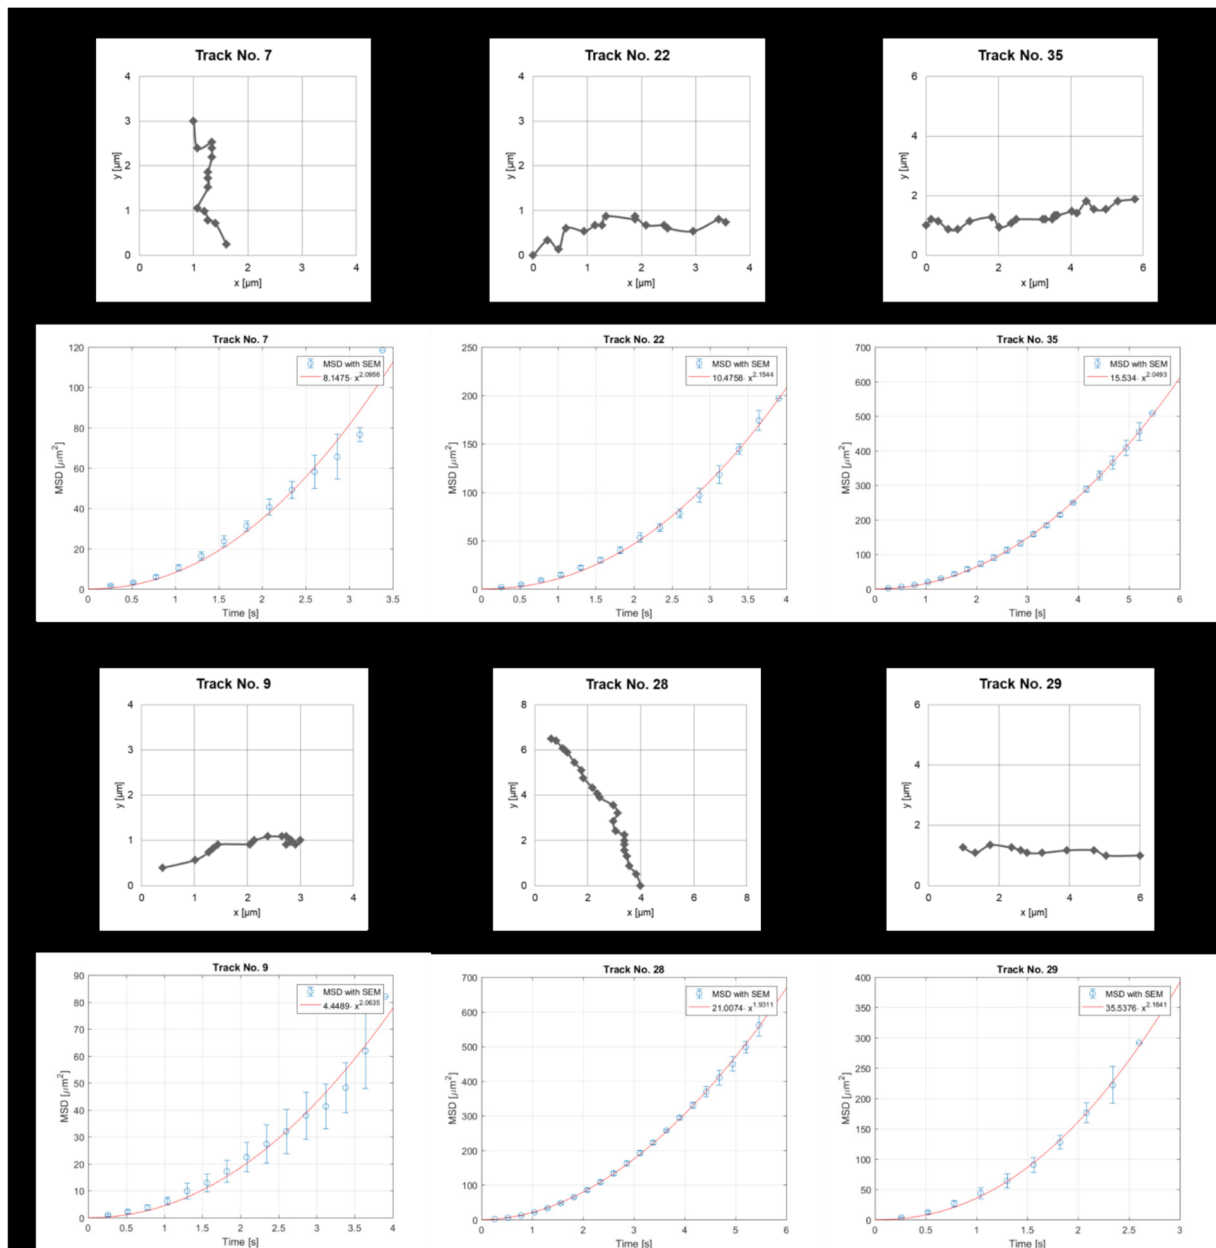 Track No. 7
4
3
2
1
0
y [µm]
0 1 2 3 4
x [µm]
Track No. 22
4
3
2
1
0
y [µm]
0 1 2 3 4
x [µm]
Track No. 35
6
4
2
0
y [µm]
0 2 4 6
x [µm]
Track No. 7
120
100
80
60
40
20
0
MSD [µm²]
MSD with SEM
8.1475· x^2.0956
0 0.5 1 1.5 2 2.5 3 3.5
Time [s]
Track No. 22
250
200
150
100
50
0
MSD [µm²]
MSD with SEM
10.4758· x^2.1544
0 0.5 1 1.5 2 2.5 3 3.5 4
Time [s]
Track No. 35
700
600
500
400
300
200
100
0
MSD [µm²]
MSD with SEM
15.534· x^2.0493
0 1 2 3 4 5 6
Time [s]
Track No. 9
4
3
2
1
0
y [µm]
0 1 2 3 4
x [µm]
Track No. 28
8
6
4
2
0
y [µm]
0 2 4 6 8
x [µm]
Track No. 29
6
4
2
0
y [µm]
0 2 4 6
x [µm]
Track No. 9
90
80
70
60
50
40
30
20
10
0
MSD [µm²]
MSD with SEM
4.4489· x^2.0635
0 0.5 1 1.5 2 2.5 3 3.5 4
Time [s]
Track No. 28
700
600
500
400
300
200
100
0
MSD [µm²]
MSD with SEM
21.0074· x^1.9311
0 1 2 3 4 5 6
Time [s]
Track No. 29
400
350
300
250
200
150
100
50
0
MSD [µm²]
MSD with SEM
35.5376· x^2.1841
0 0.5 1 1.5 2 2.5 3
Time [s]